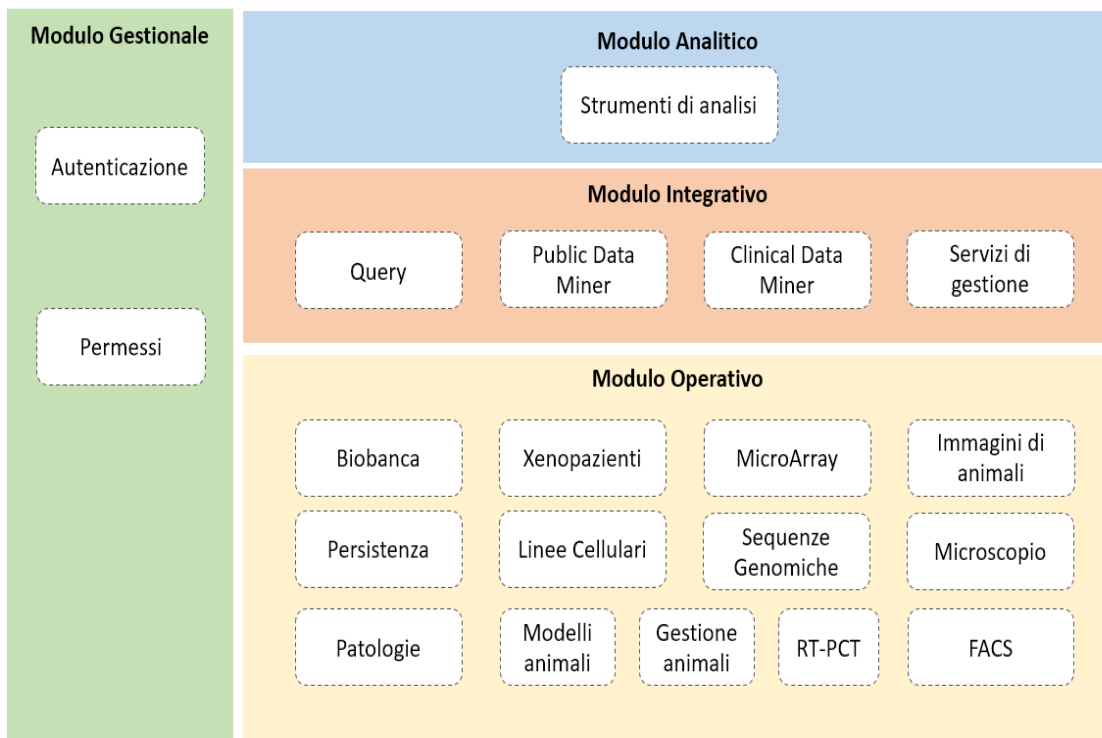 Modulo Gestionale
Autenticazione
Permessi
Modulo Analitico
Strumenti di analisi
Modulo Integrativo
Query
Public Data
Miner
Clinical Data
Miner
Servizi di
gestione
Modulo Operativo
Biobanca
Xenopazienti
MicroArray
Immagini di
animali
Persistenza
Linee Cellulari
Sequenze
Genomiche
Microscopio
Patologie
Modelli
animali
Gestione
animali
RT-PCT
FACS